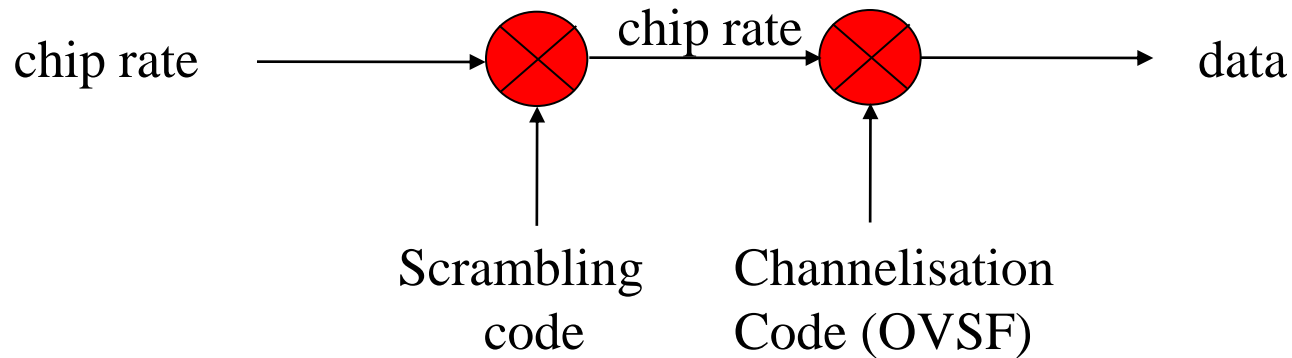 chip rate
chip rate
data
Scrambling
code
Channelisation
Code (OVSF)